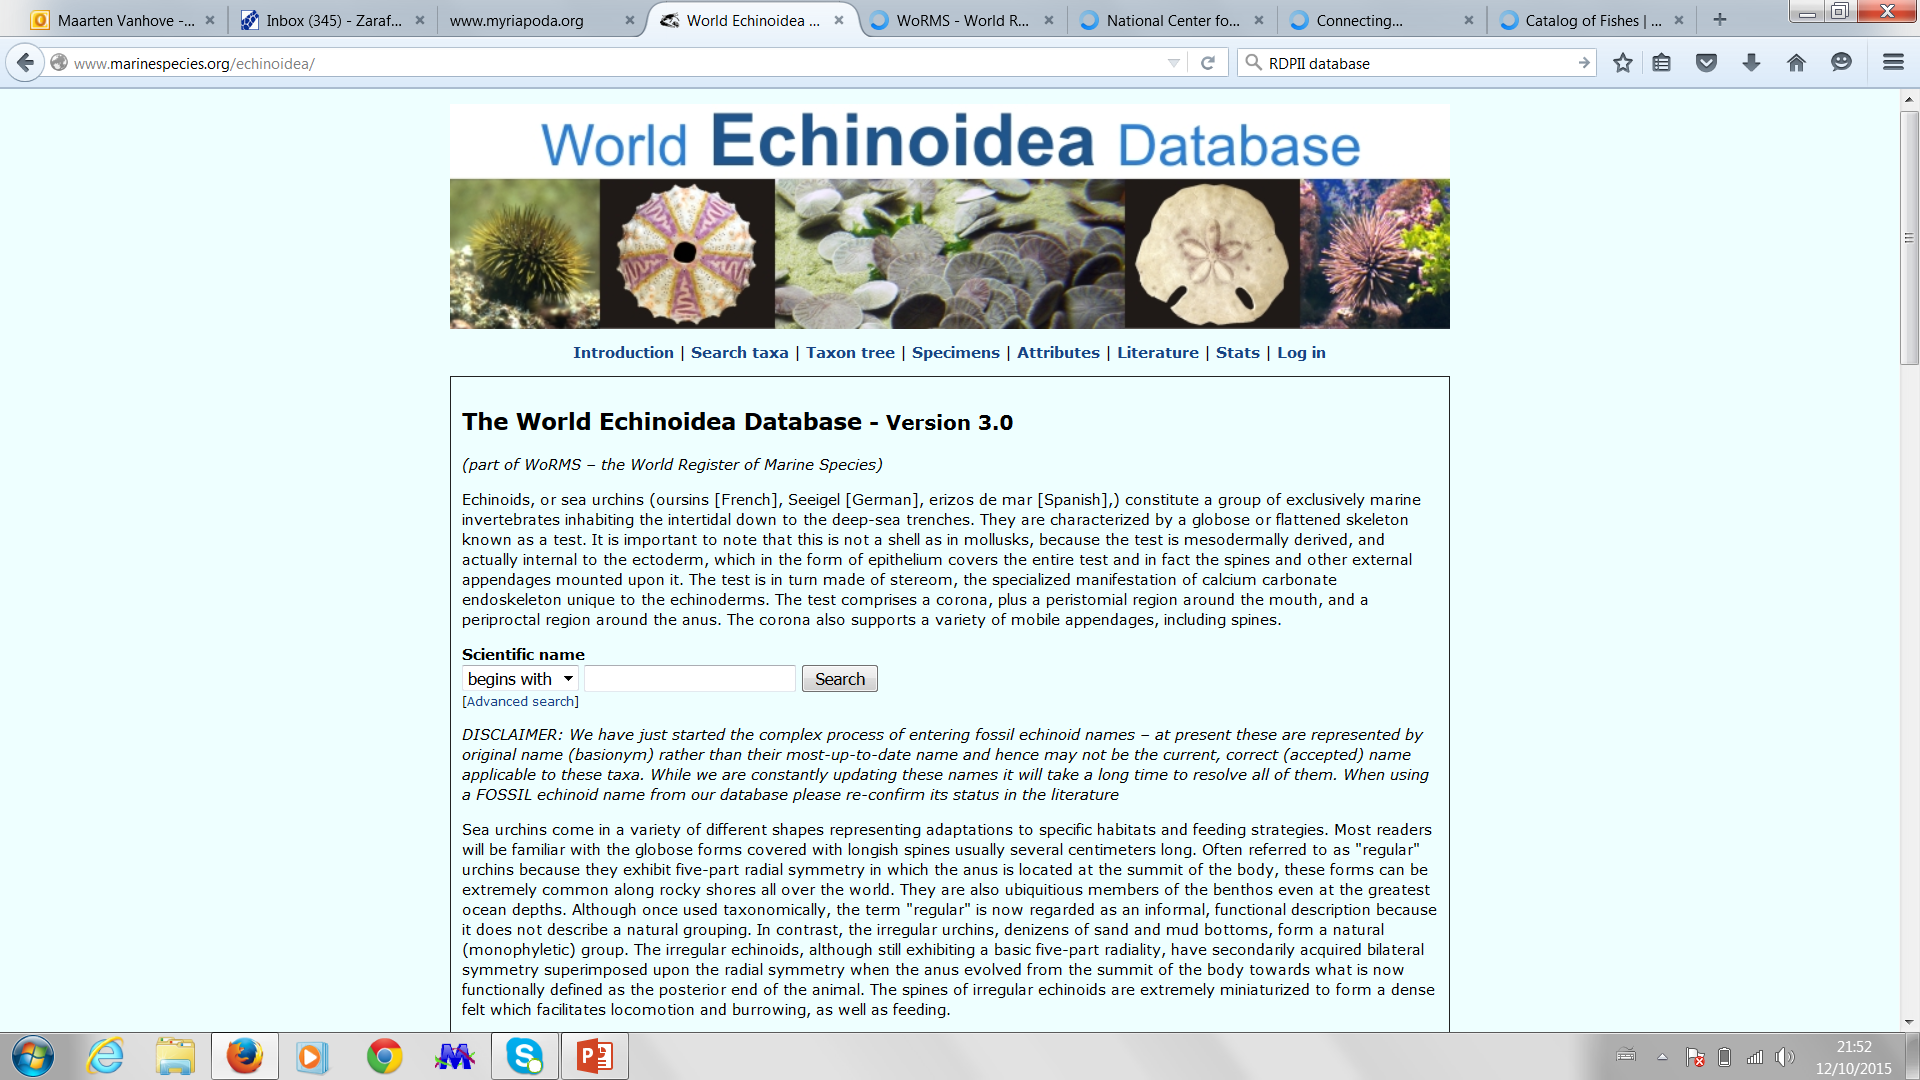 Maarten Vanhove -...
Inbox (345) - Zaraf...
www.myriapoda.org
World Echinoidea ...
WoRMS - World R...
National Center fo...
Connecting...
Catalog of Fishes | ...
www.marinespecies.org/echinoidea/
RDPII database
World Echinoidea Database
Introduction | Search taxa | Taxon tree | Specimens | Attributes | Literature | Stats | Log in
The World Echinoidea Database - Version 3.0
(part of WoRMS – the World Register of Marine Species)
Echinoids, or sea urchins (oursins [French], Seeigel [German], erizos de mar [Spanish],) constitute a group of exclusively marine
invertebrates inhabiting the intertidal down to the deep-sea trenches. They are characterized by a globose or flattened skeleton
known as a test. It is important to note that this is not a shell as in mollusks, because the test is mesodermally derived, and
actually internal to the ectoderm, which in the form of epithelium covers the entire test and in fact the spines and other external
appendages mounted upon it. The test is in turn made of stereom, the specialized manifestation of calcium carbonate
endoskeleton unique to the echinoderms. The test comprises a corona, plus a peristomial region around the mouth, and a
periproctal region around the anus. The corona also supports a variety of mobile appendages, including spines.
Scientific name
begins with
Search
[Advanced search]
DISCLAIMER: We have just started the complex process of entering fossil echinoid names – at present these are represented by
original name (basionym) rather than their most-up-to-date name and hence may not be the current, correct (accepted) name
applicable to these taxa. While we are constantly updating these names it will take a long time to resolve all of them. When using
a FOSSIL echinoid name from our database please re-confirm its status in the literature
Sea urchins come in a variety of different shapes representing adaptations to specific habitats and feeding strategies. Most readers
will be familiar with the globose forms covered with longish spines usually several centimeters long. Often referred to as "regular"
urchins because they exhibit five-part radial symmetry in which the anus is located at the summit of the body, these forms can be
extremely common along rocky shores all over the world. They are also ubiquitious members of the benthos even at the greatest
ocean depths. Although once used taxonomically, the term "regular" is now regarded as an informal, functional description because
it does not describe a natural grouping. In contrast, the irregular urchins, denizens of sand and mud bottoms, form a natural
(monophyletic) group. The irregular echinoids, although still exhibiting a basic five-part radiality, have secondarily acquired bilateral
symmetry superimposed upon the radial symmetry when the anus evolved from the summit of the body towards what is now
functionally defined as the posterior end of the animal. The spines of irregular echinoids are extremely miniaturized to form a dense
felt which facilitates locomotion and burrowing, as well as feeding.
21:52
12/10/2015